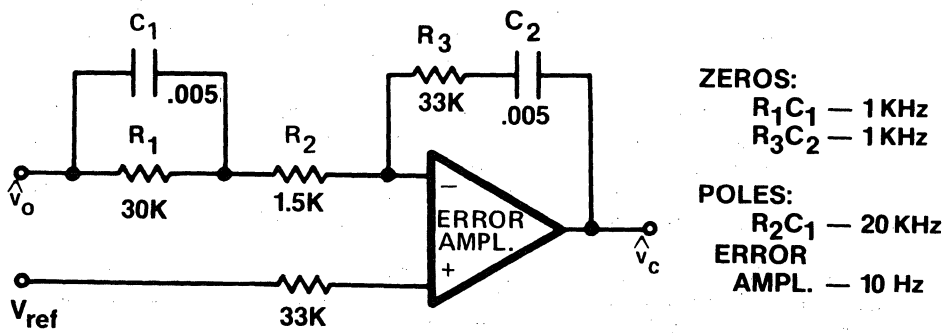 C1
.005
R1
30K
R2
1.5K
R3
33K
C2
.005
v̂o
ERROR
AMPL.
−
+
v̂c
Vref
33K
ZEROS:
R1C1 — 1 KHz
R3C2 — 1 KHz
POLES:
R2C1 — 20 KHz
ERROR
AMPL. — 10 Hz